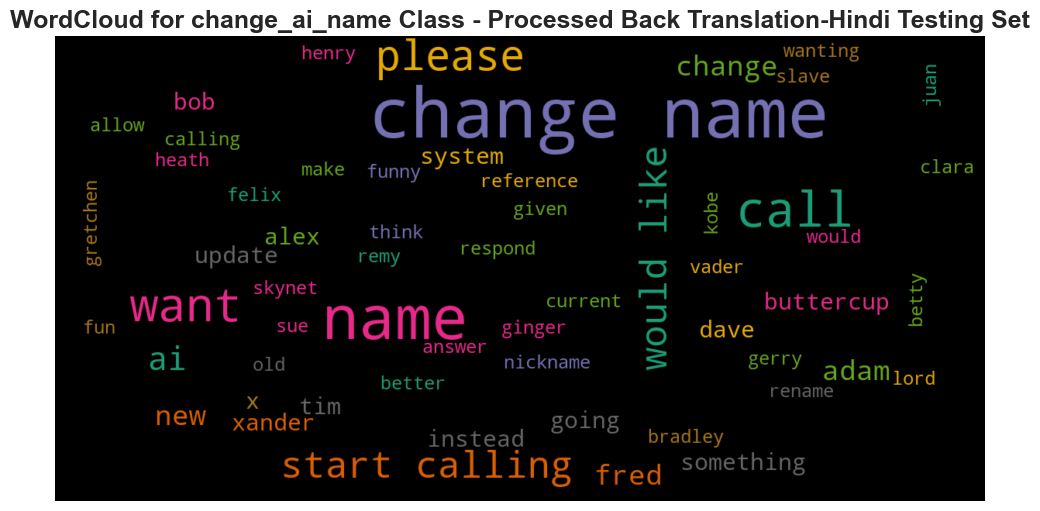 WordCloud for change_ai_name Class - Processed Back Translation-Hindi Testing Set
henry
please
change
wanting
slave
juan
bob
change name
allow
calling
heath
make
funny
system
reference
clara
gretchen
felix
given
would like
kobe
call
would
alex
think
respond
update
remy
vader
want
skynet
name
current
buttercup
betty
fun
sue
answer
ginger
dave
ai
old
nickname
gerry
adam
lord
better
rename
new
x
xander
tim
instead
going
bradley
start calling
fred
something